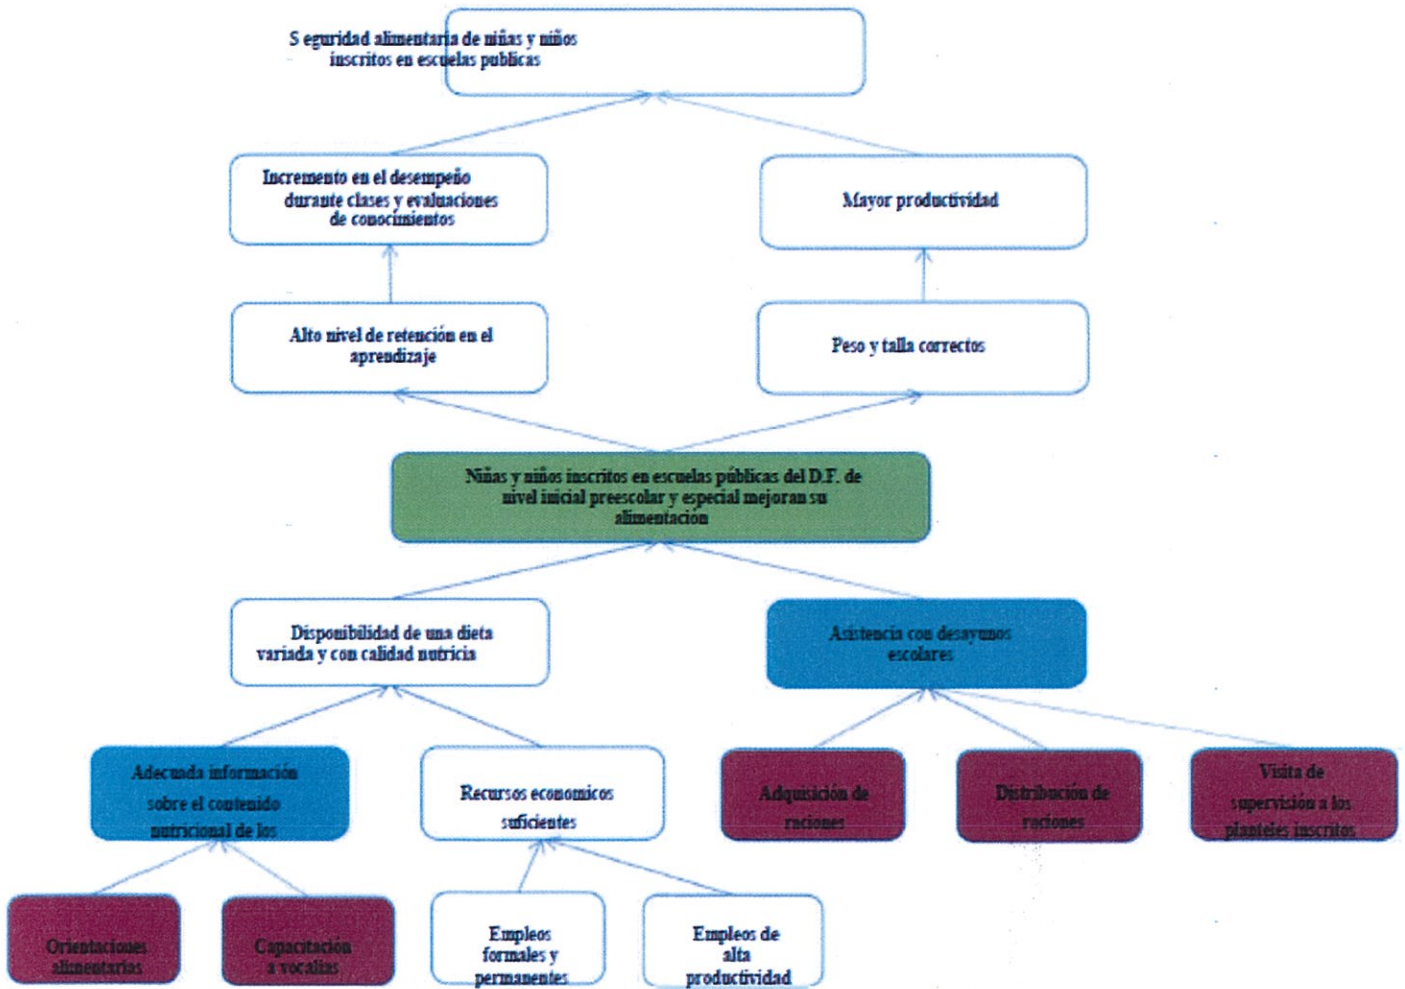 S eguridad alimentaria de niñas y niños
inscritos en escuelas publicas
Incremento en el desempeño
durante clases y evaluaciones
de conocimientos
Mayor productividad
Alto nivel de retención en el
aprendizaje
Peso y talla correctos
Niñas y niños inscritos en escuelas públicas del D.F. de
nivel inicial preescolar y especial mejoran su
alimentación
Disponibilidad de una dieta
variada y con calidad nutricia
Asistencia con desayunos
escolares
Adecuada información
sobre el contenido
nutricional de los
Recursos economicos
suficientes
Adquisición de
raciones
Distribución de
raciones
Visita de
supervisión a los
planteles inscritos
Orientaciones
alimentarias
Capacitación
a vocalias
Empleos
formales y
permanentes
Empleos de
alta
productividad